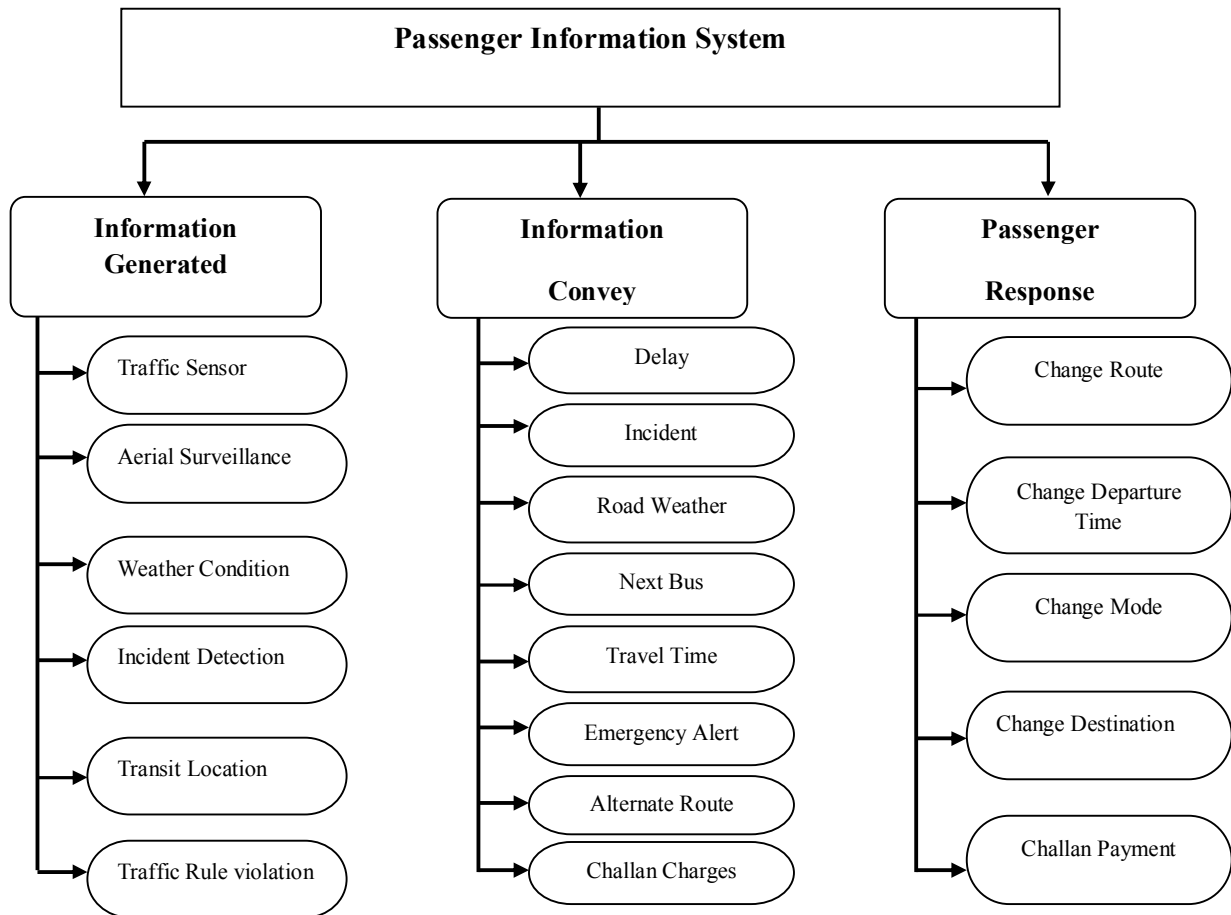 Passenger Information System
Information
Generated
Traffic Sensor
Aerial Surveillance
Weather Condition
Incident Detection
Transit Location
Traffic Rule violation
Information
Convey
Delay
Incident
Road Weather
Next Bus
Travel Time
Emergency Alert
Alternate Route
Challan Charges
Passenger
Response
Change Route
Change Departure
Time
Change Mode
Change Destination
Challan Payment